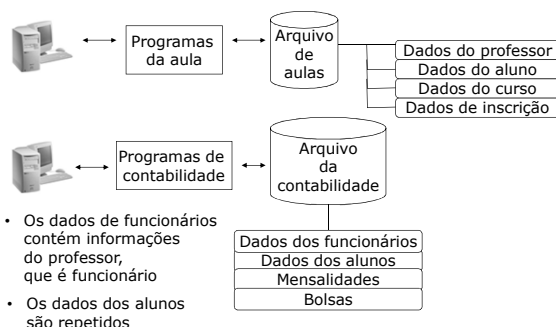 Programas
da aula
Arquivo
de
aulas
Dados do professor
Dados do aluno
Dados do curso
Dados de inscrição
Programas de
contabilidade
Arquivo
da
contabilidade
• Os dados de funcionários
contém informações
do professor,
que é funcionário
• Os dados dos alunos
são repetidos
Dados dos funcionários
Dados dos alunos
Mensalidades
Bolsas